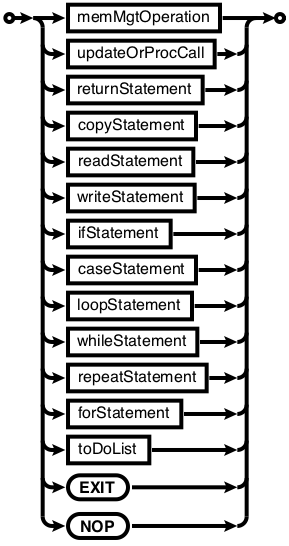 memMgtOperation
updateOrProcCall
returnStatement
copyStatement
readStatement
writeStatement
ifStatement
caseStatement
loopStatement
whileStatement
repeatStatement
forStatement
toDoList
EXIT
NOP